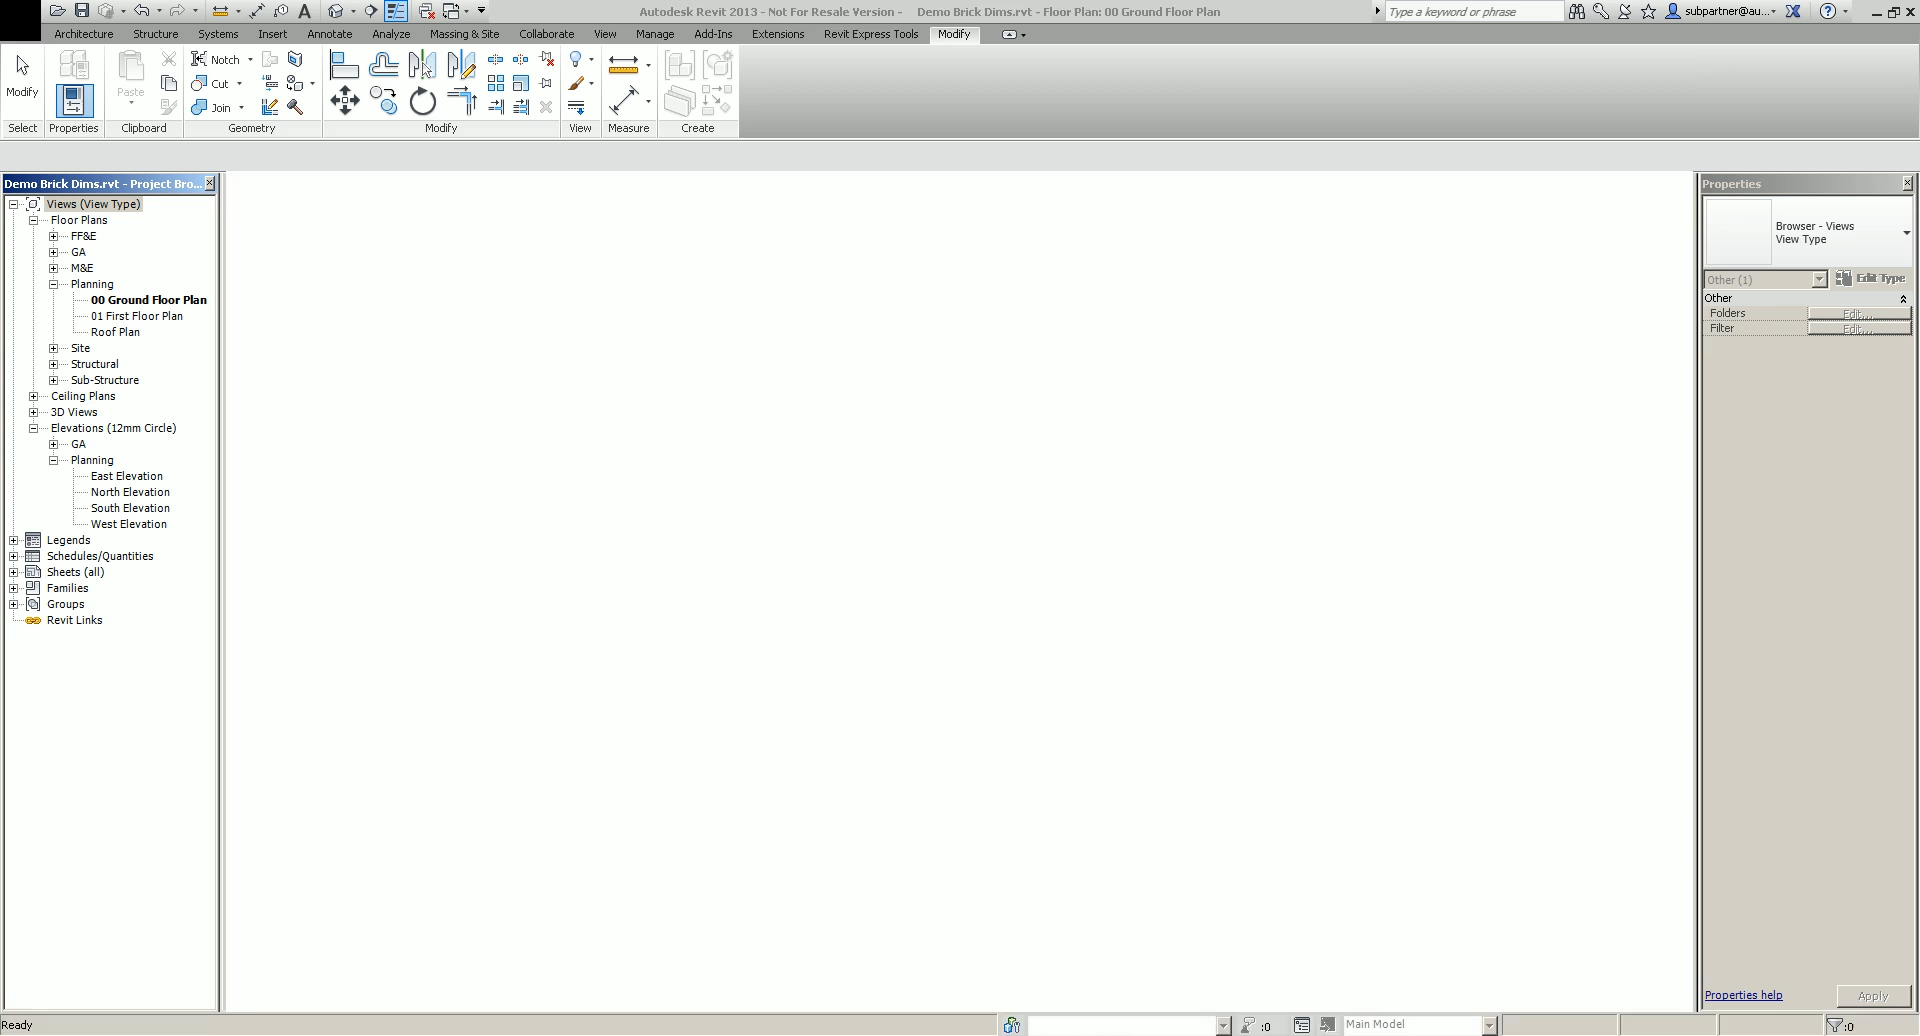 Autodesk Revit 2013 - Not For Resale Version - Demo Brick Dims.rvt - Floor Plan: 00 Ground Floor Plan
Type a keyword or phrase
subpartner@au...
Architecture Structure Systems Insert Annotate Analyze Massing & Site Collaborate View Manage Add-Ins Extensions Revit Express Tools Modify
Modify
Paste
Notch
Cut
Join
Select Properties Clipboard Geometry Modify View Measure Create
Demo Brick Dims.rvt - Project Bro...
Views (View Type)
Floor Plans
FF&E
GA
M&E
Planning
00 Ground Floor Plan
01 First Floor Plan
Roof Plan
Site
Structural
Sub-Structure
Ceiling Plans
3D Views
Elevations (12mm Circle)
GA
Planning
East Elevation
North Elevation
South Elevation
West Elevation
Legends
Schedules/Quantities
Sheets (all)
Families
Groups
Revit Links
Properties
Browser - Views
View Type
Other (1)
Edit Type
Other
Folders Edit...
Filter Edit...
Properties help
Apply
Ready
:0
Main Model
:0